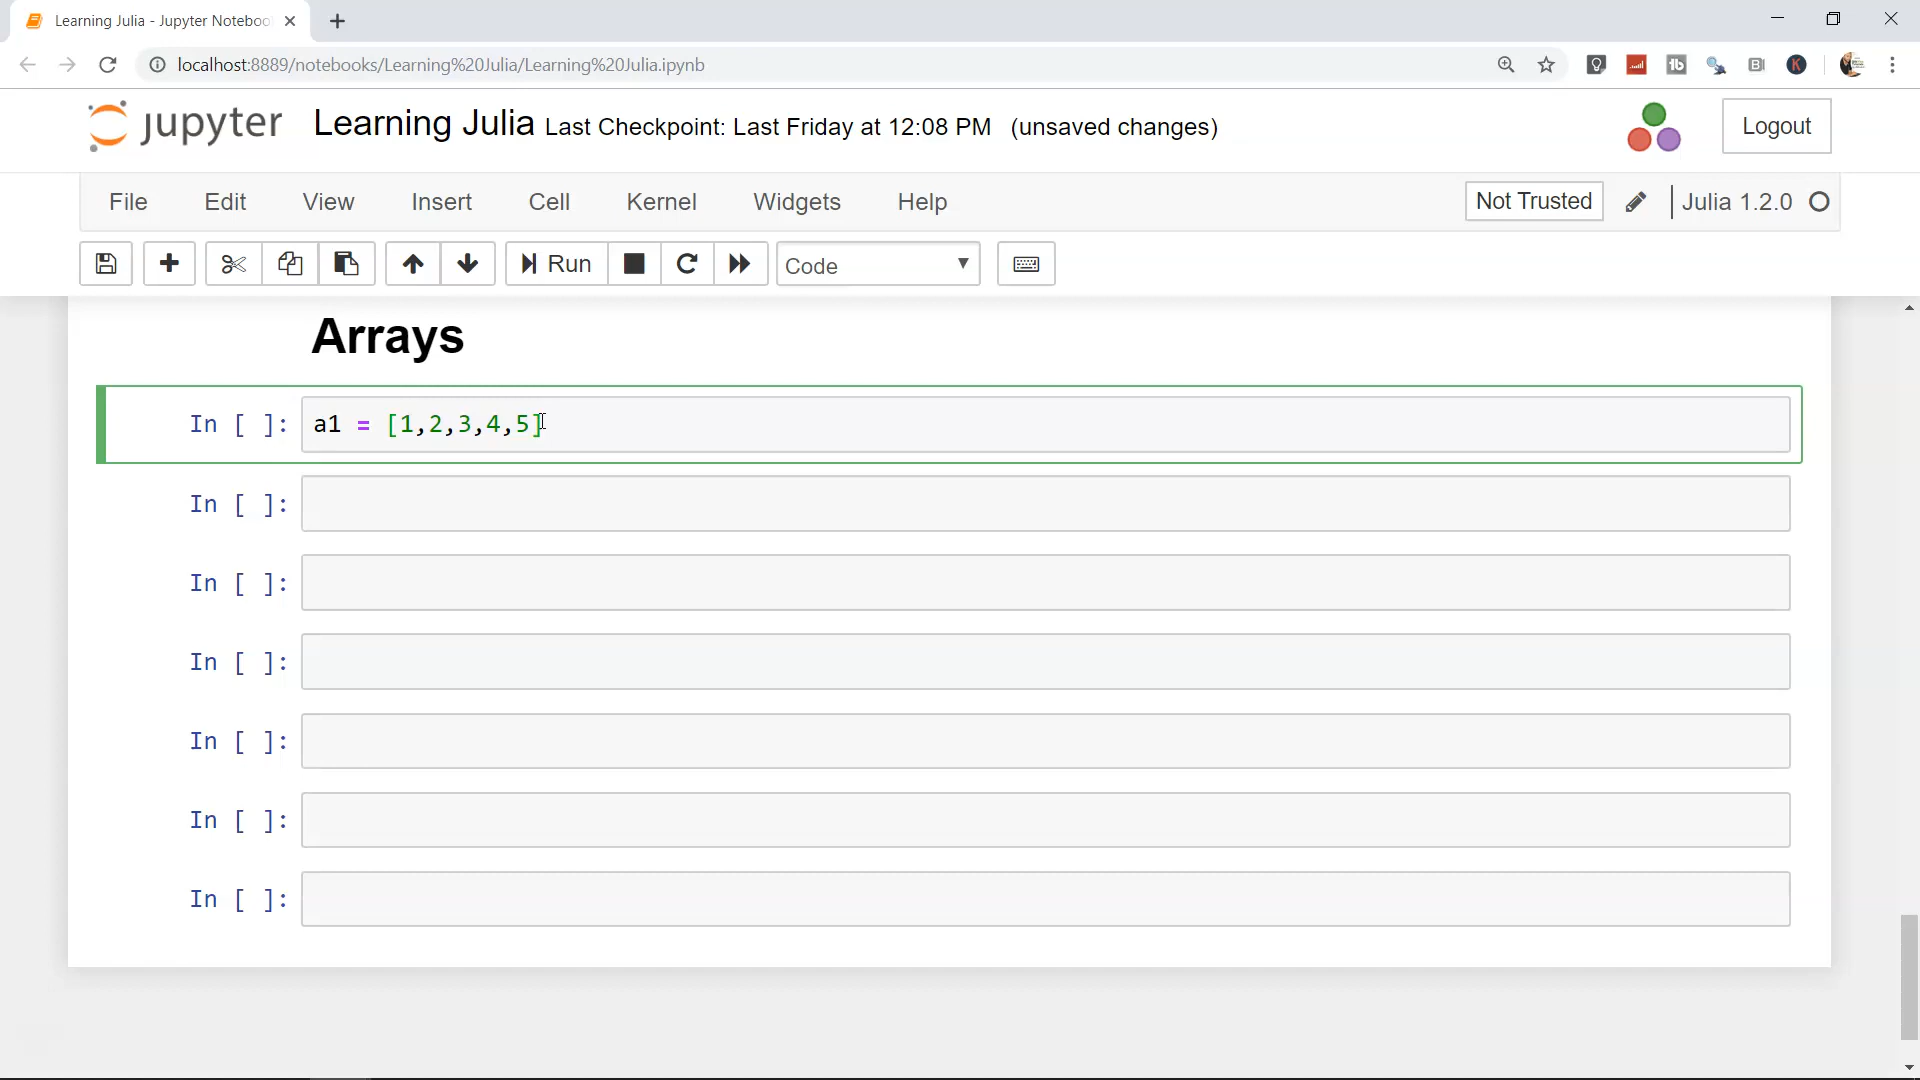 Learning Julia - Jupyter Noteboo
localhost:8889/notebooks/Learning%20Julia/Learning%20Julia.ipynb
jupyter Learning Julia Last Checkpoint: Last Friday at 12:08 PM (unsaved changes) Logout
File Edit View Insert Cell Kernel Widgets Help Not Trusted Julia 1.2.0
Run Code
Arrays
In [ ]: a1 = [1,2,3,4,5]
In [ ]:
In [ ]:
In [ ]:
In [ ]:
In [ ]:
In [ ]: